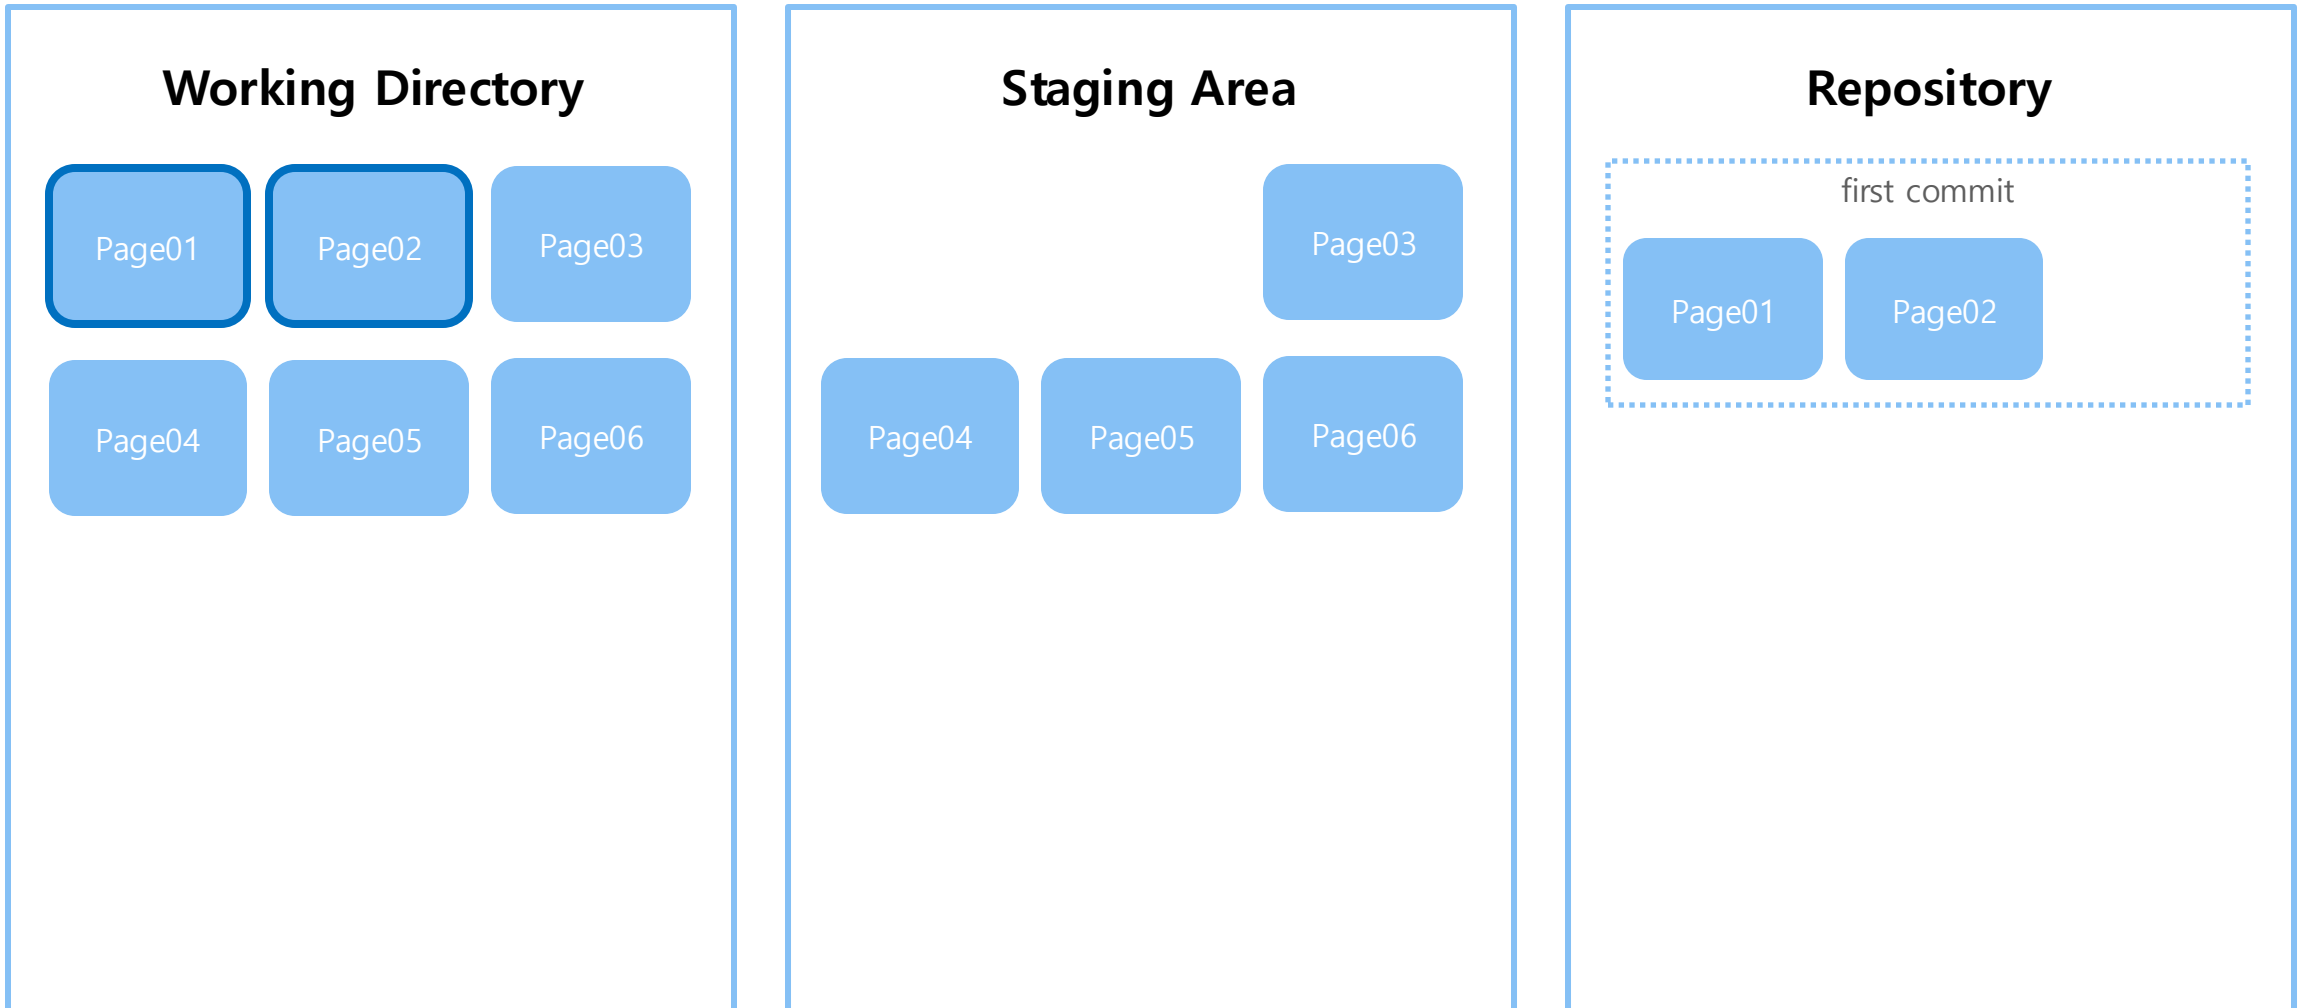 Working Directory
Page01
Page02
Page03
Page04
Page05
Page06
Staging Area
Page03
Page04
Page05
Page06
Repository
first commit
Page01
Page02